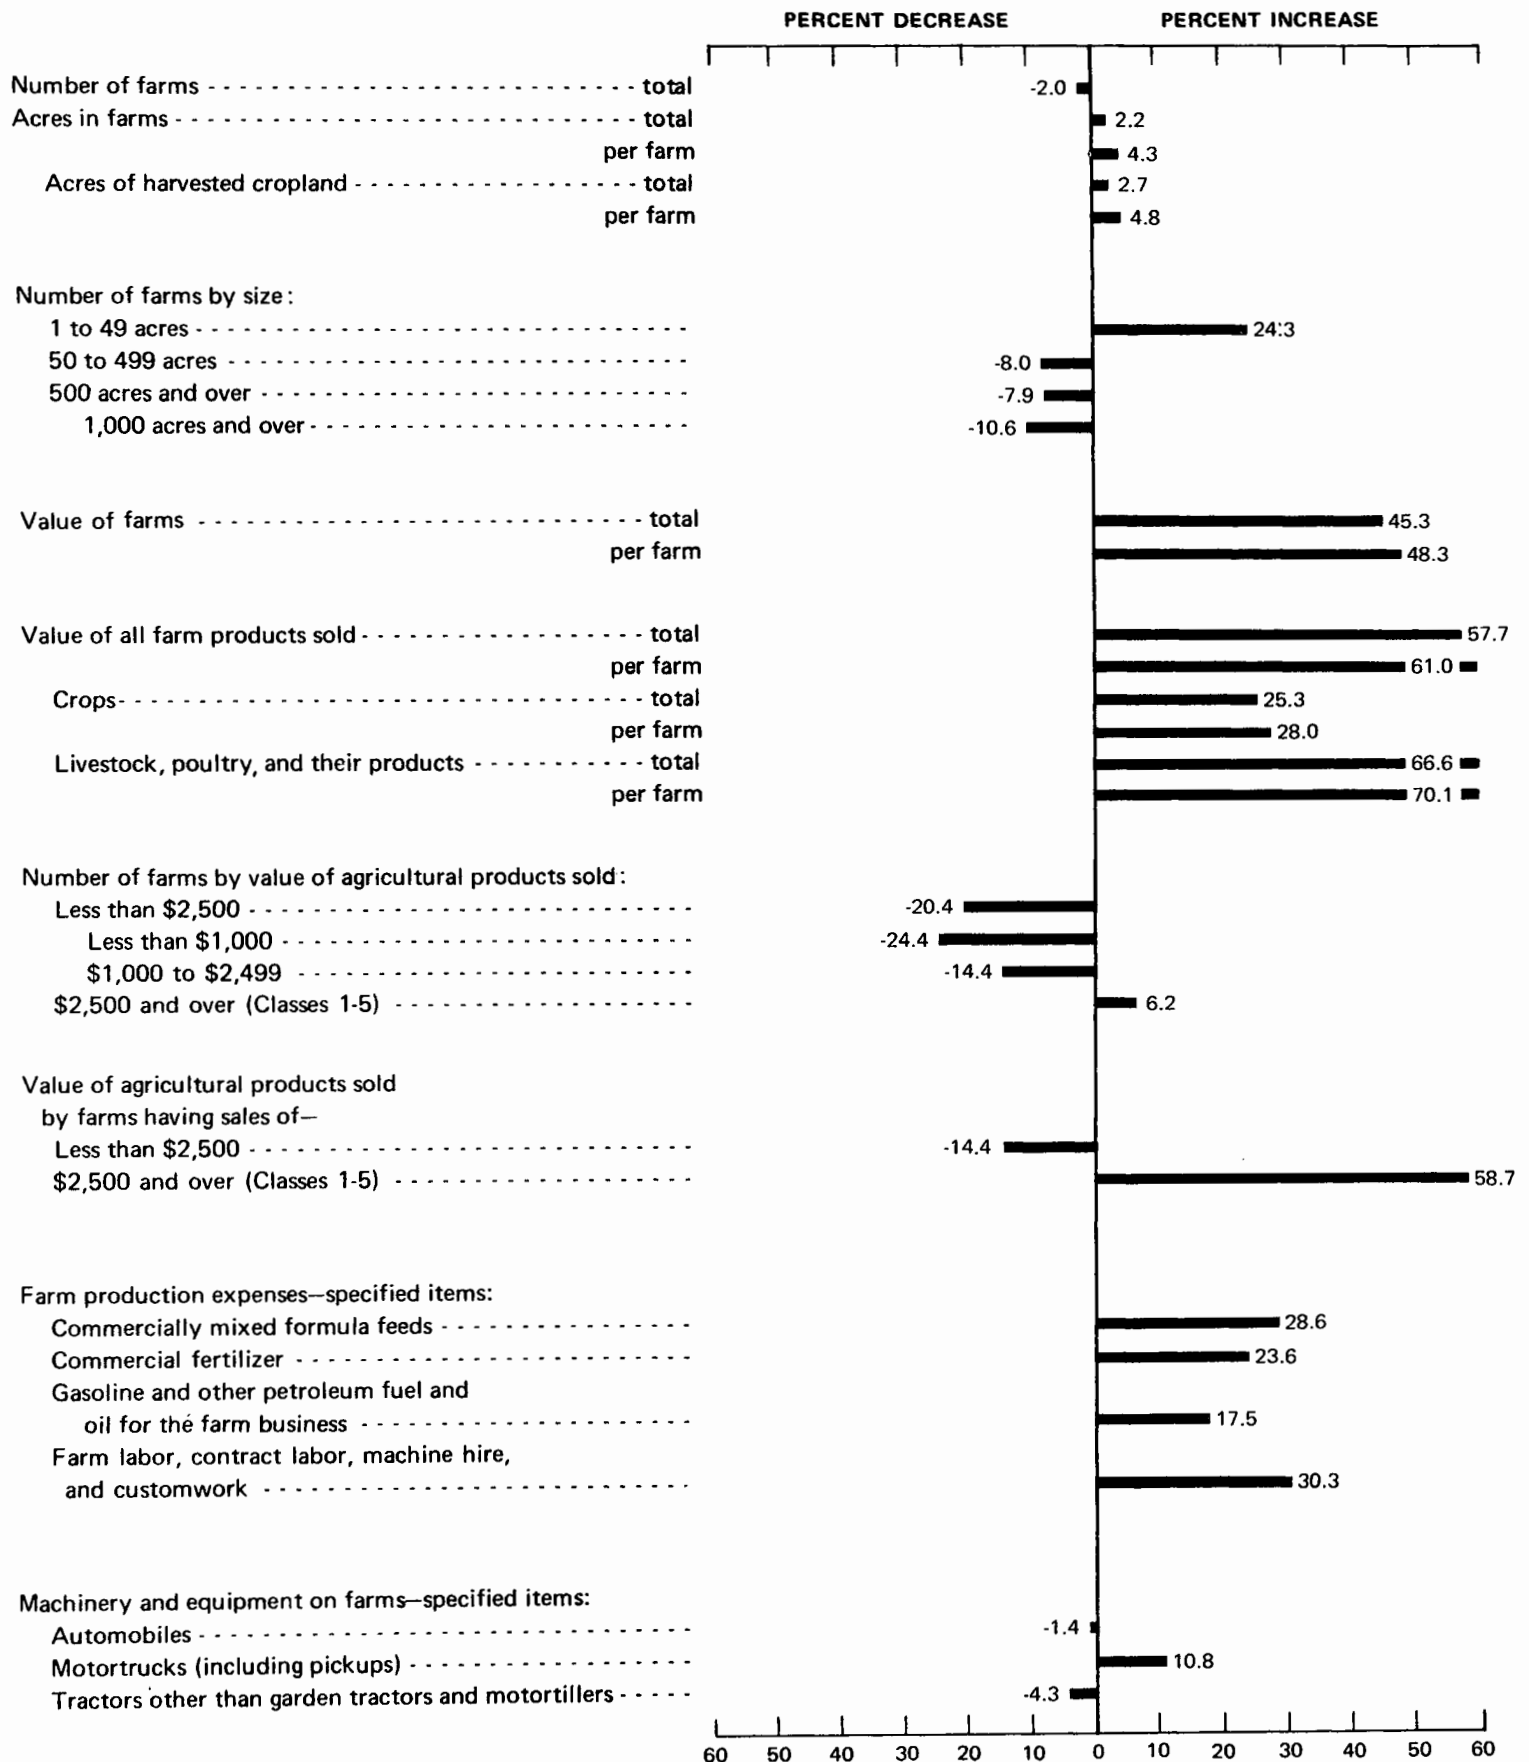 PERCENT DECREASE PERCENT INCREASE
Number of farms - - - - - - - - - - - - - - - - - - - - - - - - - - - total -2.0
Acres in farms - - - - - - - - - - - - - - - - - - - - - - - - - - - - - total 2.2
per farm 4.3
Acres of harvested cropland - - - - - - - - - - - - - - - - - - total 2.7
per farm 4.8
Number of farms by size:
1 to 49 acres - - - - - - - - - - - - - - - - - - - - - - - - - - - - - - - 24.3
50 to 499 acres - - - - - - - - - - - - - - - - - - - - - - - - - - - - - -8.0
500 acres and over - - - - - - - - - - - - - - - - - - - - - - - - - - - -7.9
1,000 acres and over - - - - - - - - - - - - - - - - - - - - - - - - -10.6
Value of farms - - - - - - - - - - - - - - - - - - - - - - - - - - - - total 45.3
per farm 48.3
Value of all farm products sold - - - - - - - - - - - - - - - - - - total 57.7
per farm 61.0
Crops - - - - - - - - - - - - - - - - - - - - - - - - - - - - - - - - - total 25.3
per farm 28.0
Livestock, poultry, and their products - - - - - - - - - - - total 66.6
per farm 70.1
Number of farms by value of agricultural products sold:
Less than $2,500 - - - - - - - - - - - - - - - - - - - - - - - - - - - - -20.4
Less than $1,000 - - - - - - - - - - - - - - - - - - - - - - - - - - -24.4
$1,000 to $2,499 - - - - - - - - - - - - - - - - - - - - - - - - - -14.4
$2,500 and over (Classes 1-5) - - - - - - - - - - - - - - - - - - - 6.2
Value of agricultural products sold
by farms having sales of—
Less than $2,500 - - - - - - - - - - - - - - - - - - - - - - - - - - - - -14.4
$2,500 and over (Classes 1-5) - - - - - - - - - - - - - - - - - - - 58.7
Farm production expenses—specified items:
Commercially mixed formula feeds - - - - - - - - - - - - - - - - 28.6
Commercial fertilizer - - - - - - - - - - - - - - - - - - - - - - - - - 23.6
Gasoline and other petroleum fuel and
oil for the farm business - - - - - - - - - - - - - - - - - - - - - 17.5
Farm labor, contract labor, machine hire,
and customwork - - - - - - - - - - - - - - - - - - - - - - - - - - - 30.3
Machinery and equipment on farms—specified items:
Automobiles - - - - - - - - - - - - - - - - - - - - - - - - - - - - - - - -1.4
Motortrucks (including pickups) - - - - - - - - - - - - - - - - - - 10.8
Tractors other than garden tractors and motortillers - - - - - -4.3
60 50 40 30 20 10 0 10 20 30 40 50 60